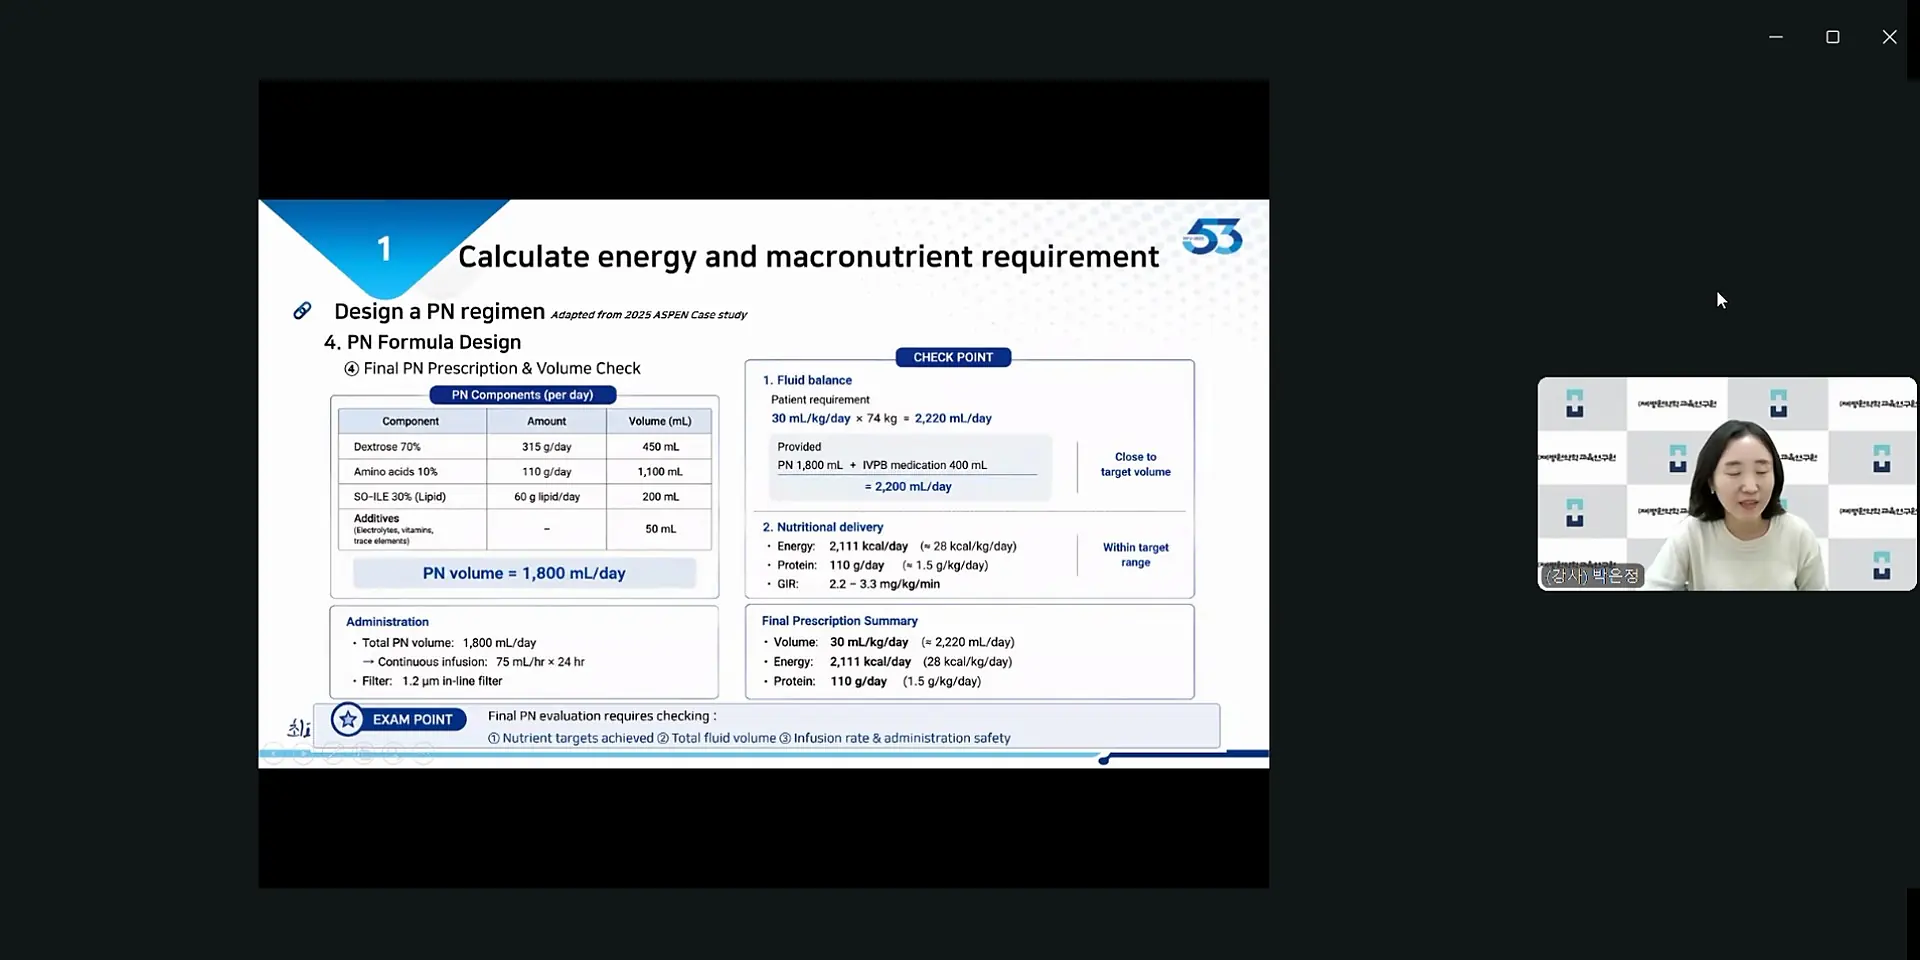 1
Calculate energy and macronutrient requirement
53
Design a PN regimen Adapted from 2025 ASPEN Case study
4. PN Formula Design
④ Final PN Prescription & Volume Check
PN Components (per day)
Component Amount Volume (mL)
Dextrose 70% 315 g/day 450 mL
Amino acids 10% 110 g/day 1,100 mL
SO-ILE 30% (Lipid) 60 g lipid/day 200 mL
Additives
(Electrolytes, vitamins,
trace elements)
– 50 mL
PN volume = 1,800 mL/day
Administration
• Total PN volume: 1,800 mL/day
→ Continuous infusion: 75 mL/hr × 24 hr
• Filter: 1.2 µm in-line filter
CHECK POINT
1. Fluid balance
Patient requirement
30 mL/kg/day × 74 kg = 2,220 mL/day
Provided
PN 1,800 mL + IVPB medication 400 mL
= 2,200 mL/day
Close to
target volume
2. Nutritional delivery
• Energy: 2,111 kcal/day (≈ 28 kcal/kg/day)
• Protein: 110 g/day (≈ 1.5 g/kg/day)
• GIR: 2.2 – 3.3 mg/kg/min
Within target
range
Final Prescription Summary
• Volume: 30 mL/kg/day (≈ 2,220 mL/day)
• Energy: 2,111 kcal/day (28 kcal/kg/day)
• Protein: 110 g/day (1.5 g/kg/day)
EXAM POINT
Final PN evaluation requires checking :
① Nutrient targets achieved ② Total fluid volume ③ Infusion rate & administration safety
(강사) 박은정
(재)병원약학교육연구원